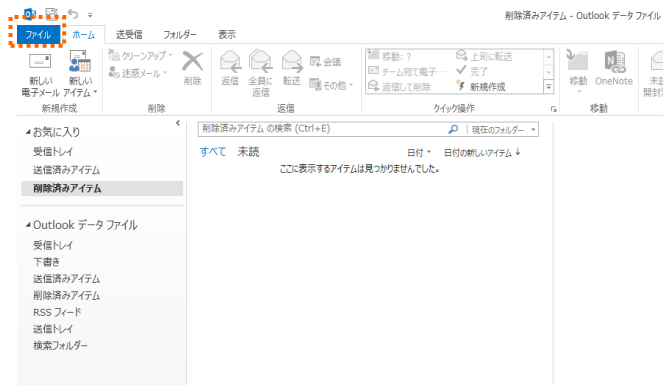 削除済みアイテム - Outlook データ ファイル
ファイル ホーム 送受信 フォルダー 表示
新しい 電子メール
新しい アイテム
新規作成
クリーンアップ
迷惑メール
削除
削除
返信
全員に 返信
転送
会議
その他
返信
移動: ?
チーム宛て電子…
返信して削除
上司に転送
完了
新規作成
クイック操作
移動
OneNote
移動
お気に入り
受信トレイ
送信済みアイテム
削除済みアイテム
Outlook データ ファイル
受信トレイ
下書き
送信済みアイテム
削除済みアイテム
RSS フィード
送信トレイ
検索フォルダー
削除済みアイテム の検索 (Ctrl+E)
現在のフォルダー
すべて 未読
日付 日付の新しいアイテム ↓
ここに表示するアイテムは見つかりませんでした。